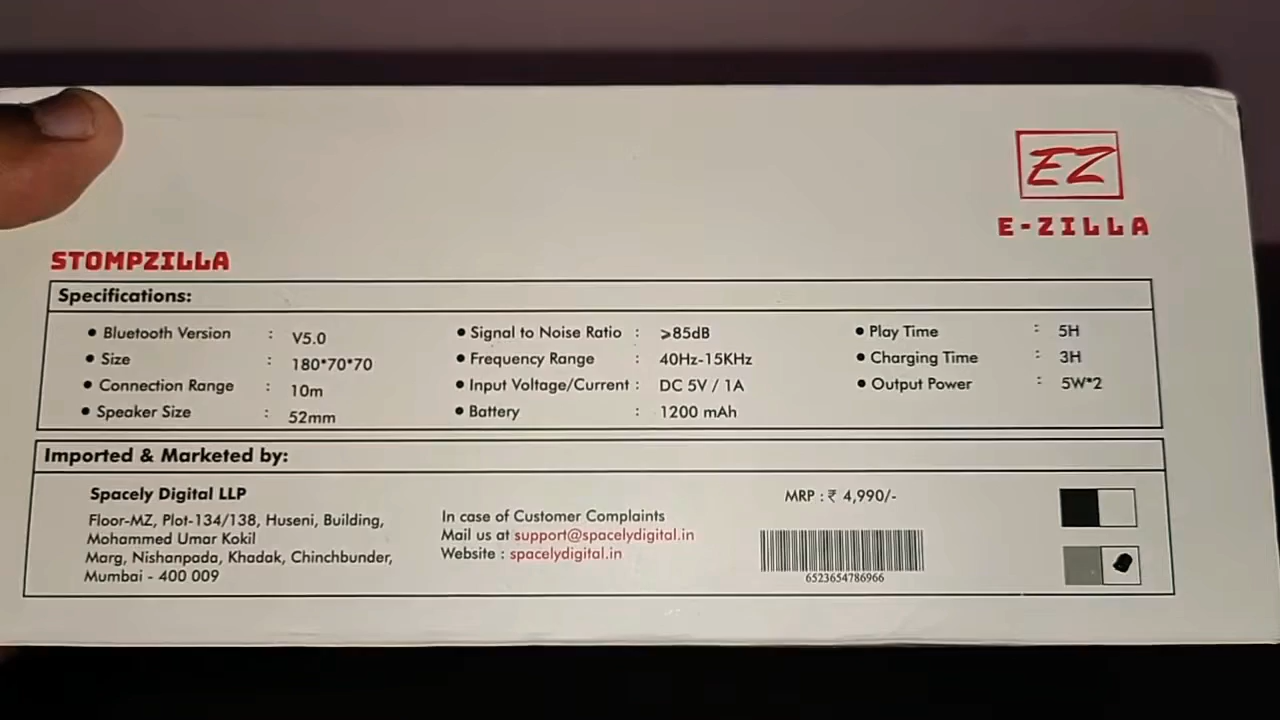 EZ
E-ZILLA
STOMPZILLA
Specifications:
• Bluetooth Version : V5.0
• Size : 180*70*70
• Connection Range : 10m
• Speaker Size : 52mm
• Signal to Noise Ratio : ⩾85dB
• Frequency Range : 40Hz-15KHz
• Input Voltage/Current : DC 5V / 1A
• Battery : 1200 mAh
• Play Time : 5H
• Charging Time : 3H
• Output Power : 5W*2
Imported & Marketed by:
Spacely Digital LLP
Floor-MZ, Plot-134/138, Huseni, Building,
Mohammed Umar Kokil
Marg, Nishanpada, Khadak, Chinchbunder,
Mumbai - 400 009
In case of Customer Complaints
Mail us at support@spacelydigital.in
Website : spacelydigital.in
MRP : ₹ 4,990/-
6523654786966